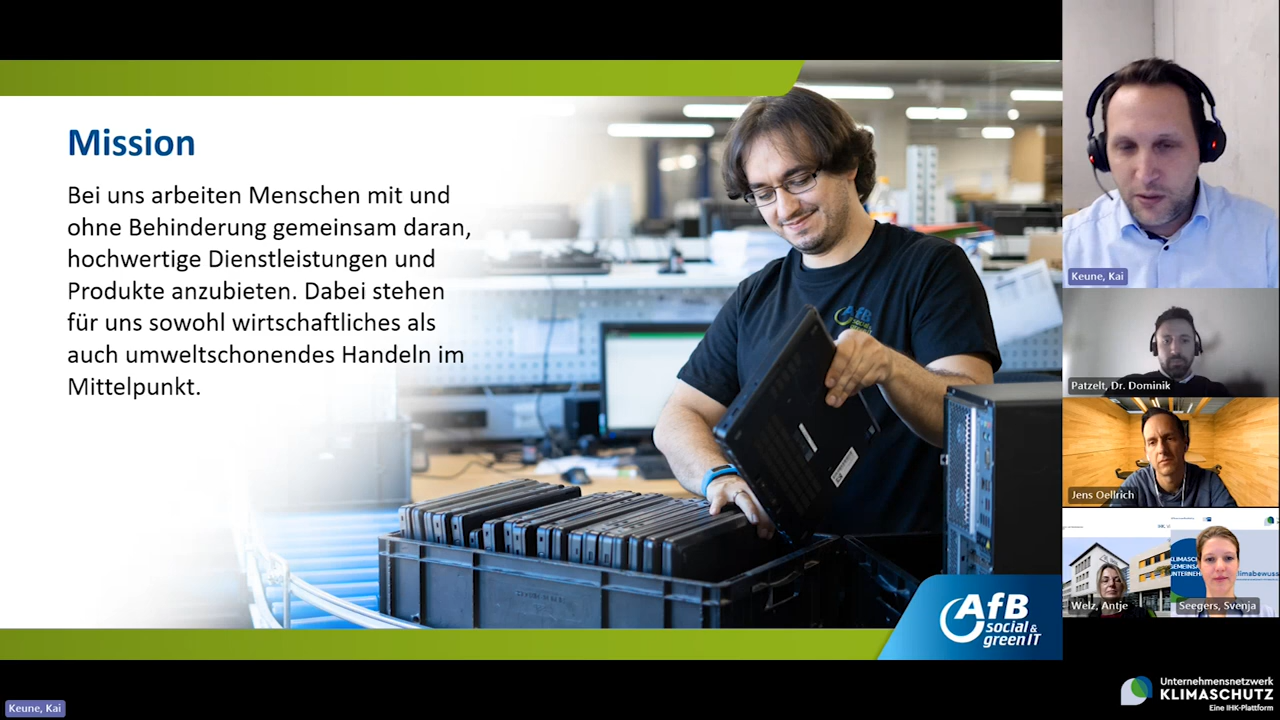 Mission
Bei uns arbeiten Menschen mit und
ohne Behinderung gemeinsam daran,
hochwertige Dienstleistungen und
Produkte anzubieten. Dabei stehen
für uns sowohl wirtschaftliches als
auch umweltschonendes Handeln im
Mittelpunkt.
AfB
social &
green IT
Keune, Kai
Patzelt, Dr. Dominik
Jens Oellrich
Welz, Antje
Seegers, Svenja
Keune, Kai
Unternehmensnetzwerk
KLIMASCHUTZ
Eine IHK-Plattform